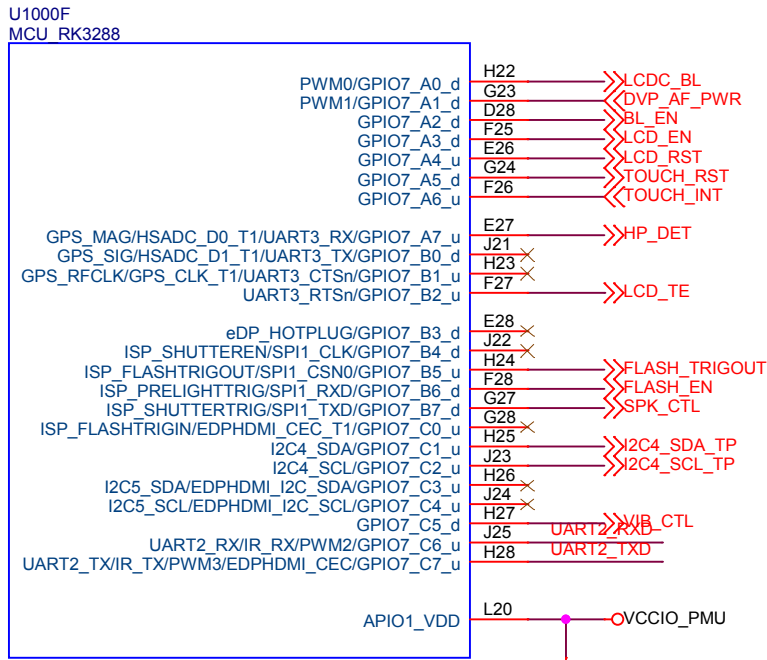 U1000F
MCU_RK3288
PWM0/GPIO7_A0_d H22 LCDC_BL
PWM1/GPIO7_A1_d G23 DVP_AF_PWR
GPIO7_A2_d D28 BL_EN
GPIO7_A3_d F25 LCD_EN
GPIO7_A4_u E26 LCD_RST
GPIO7_A5_d G24 TOUCH_RST
GPIO7_A6_u F26 TOUCH_INT
GPS_MAG/HSADC_D0_T1/UART3_RX/GPIO7_A7_u E27 HP_DET
GPS_SIG/HSADC_D1_T1/UART3_TX/GPIO7_B0_d J21
GPS_RFCLK/GPS_CLK_T1/UART3_CTSn/GPIO7_B1_u H23
UART3_RTSn/GPIO7_B2_u F27 LCD_TE
eDP_HOTPLUG/GPIO7_B3_d E28
ISP_SHUTTEREN/SPI1_CLK/GPIO7_B4_d J22
ISP_FLASHTRIGOUT/SPI1_CSN0/GPIO7_B5_u H24 FLASH_TRIGOUT
ISP_PRELIGHTTRIG/SPI1_RXD/GPIO7_B6_d F28 FLASH_EN
ISP_SHUTTERTRIG/SPI1_TXD/GPIO7_B7_d G27 SPK_CTL
ISP_FLASHTRIGIN/EDPHDMI_CEC_T1/GPIO7_C0_u G28
I2C4_SDA/GPIO7_C1_u H25 I2C4_SDA_TP
I2C4_SCL/GPIO7_C2_u J23 I2C4_SCL_TP
I2C5_SDA/EDPHDMI_I2C_SDA/GPIO7_C3_u H26
I2C5_SCL/EDPHDMI_I2C_SCL/GPIO7_C4_u J24
GPIO7_C5_d H27 VIB_CTL
UART2_RX/IR_RX/PWM2/GPIO7_C6_u J25 UART2_RXD
UART2_TX/IR_TX/PWM3/EDPHDMI_CEC/GPIO7_C7_u H28 UART2_TXD
APIO1_VDD L20 VCCIO_PMU